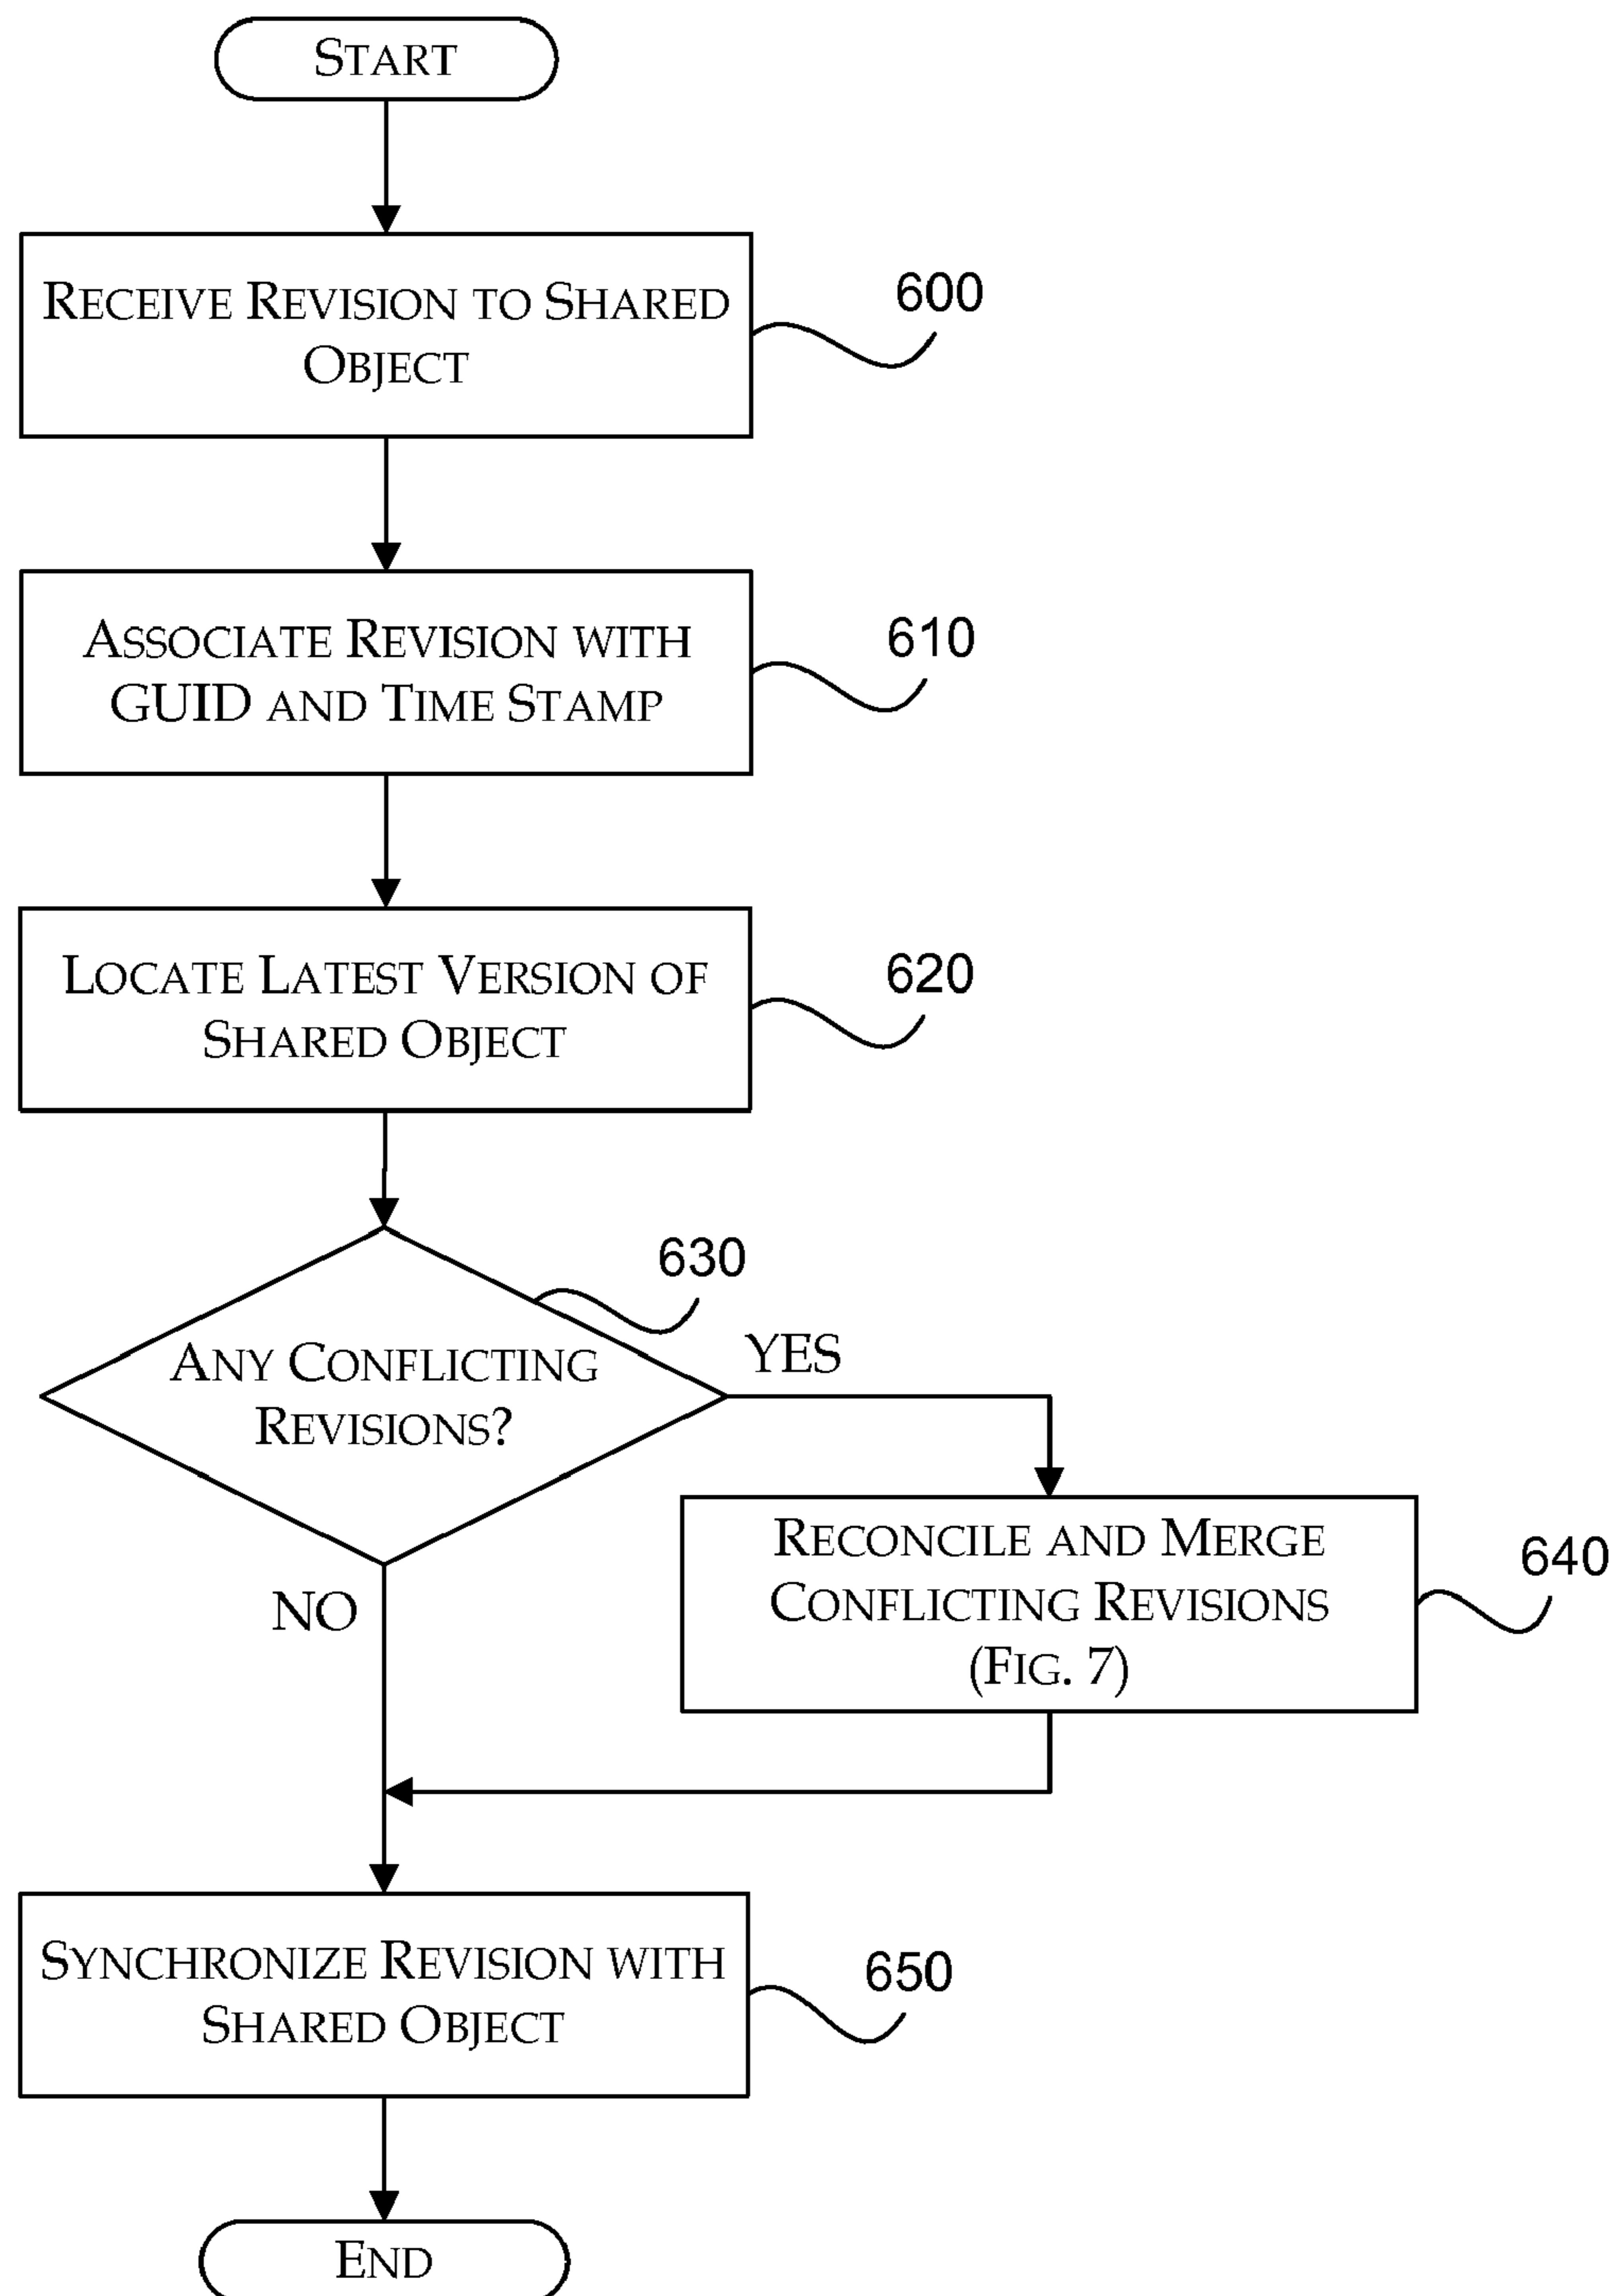 START
RECEIVE REVISION TO SHARED
OBJECT
600
ASSOCIATE REVISION WITH
GUID AND TIME STAMP
610
LOCATE LATEST VERSION OF
SHARED OBJECT
620
630
ANY CONFLICTING
REVISIONS?
YES
NO
RECONCILE AND MERGE
CONFLICTING REVISIONS
(FIG. 7)
640
SYNCHRONIZE REVISION WITH
SHARED OBJECT
650
END